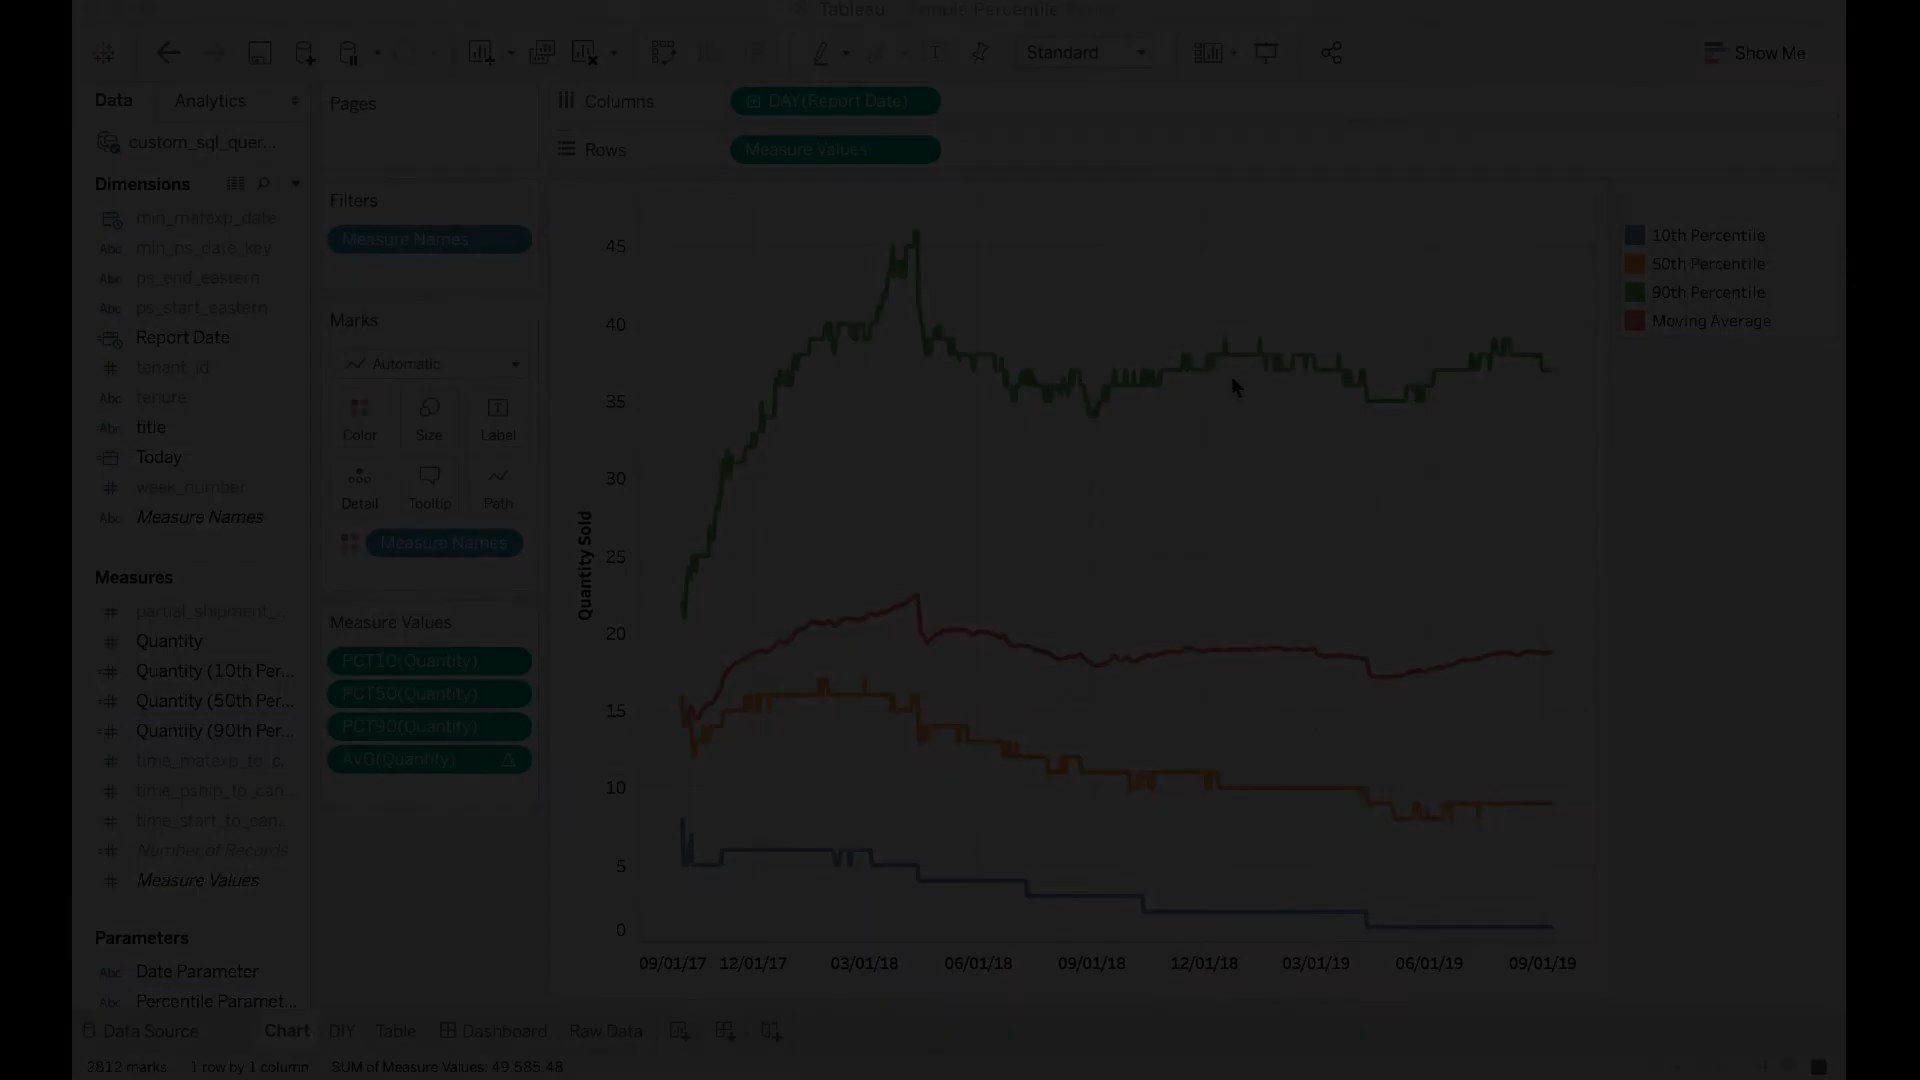 Tableau - Sample Percentile
Standard
Show Me
Data
Analytics
custom_sql_quer...
Dimensions
min_matexp_date
min_ps_date_key
ps_end_eastern
ps_start_eastern
Report Date
tenant_id
tenure
title
Today
week_number
Measure Names
Measures
partial_shipment_...
Quantity
Quantity (10th Per...
Quantity (50th Per...
Quantity (90th Per...
time_matexp_to_c...
time_pship_to_can...
time_start_to_can...
Number of Records
Measure Values
Parameters
Date Parameter
Percentile Paramet...
Pages
Filters
Measure Names
Marks
Automatic
Color
Size
Label
Detail
Tooltip
Path
Measure Names
Measure Values
PCT10(Quantity)
PCT50(Quantity)
PCT90(Quantity)
AVG(Quantity)
Columns
DAY(Report Date)
Rows
Measure Values
Quantity Sold
45
40
35
30
25
20
15
10
5
0
09/01/17
12/01/17
03/01/18
06/01/18
09/01/18
12/01/18
03/01/19
06/01/19
09/01/19
10th Percentile
50th Percentile
90th Percentile
Moving Average
Data Source
Chart
DIY
Table
Dashboard
Raw Data
2812 marks
1 row by 1 column
SUM of Measure Values: 49,585.48